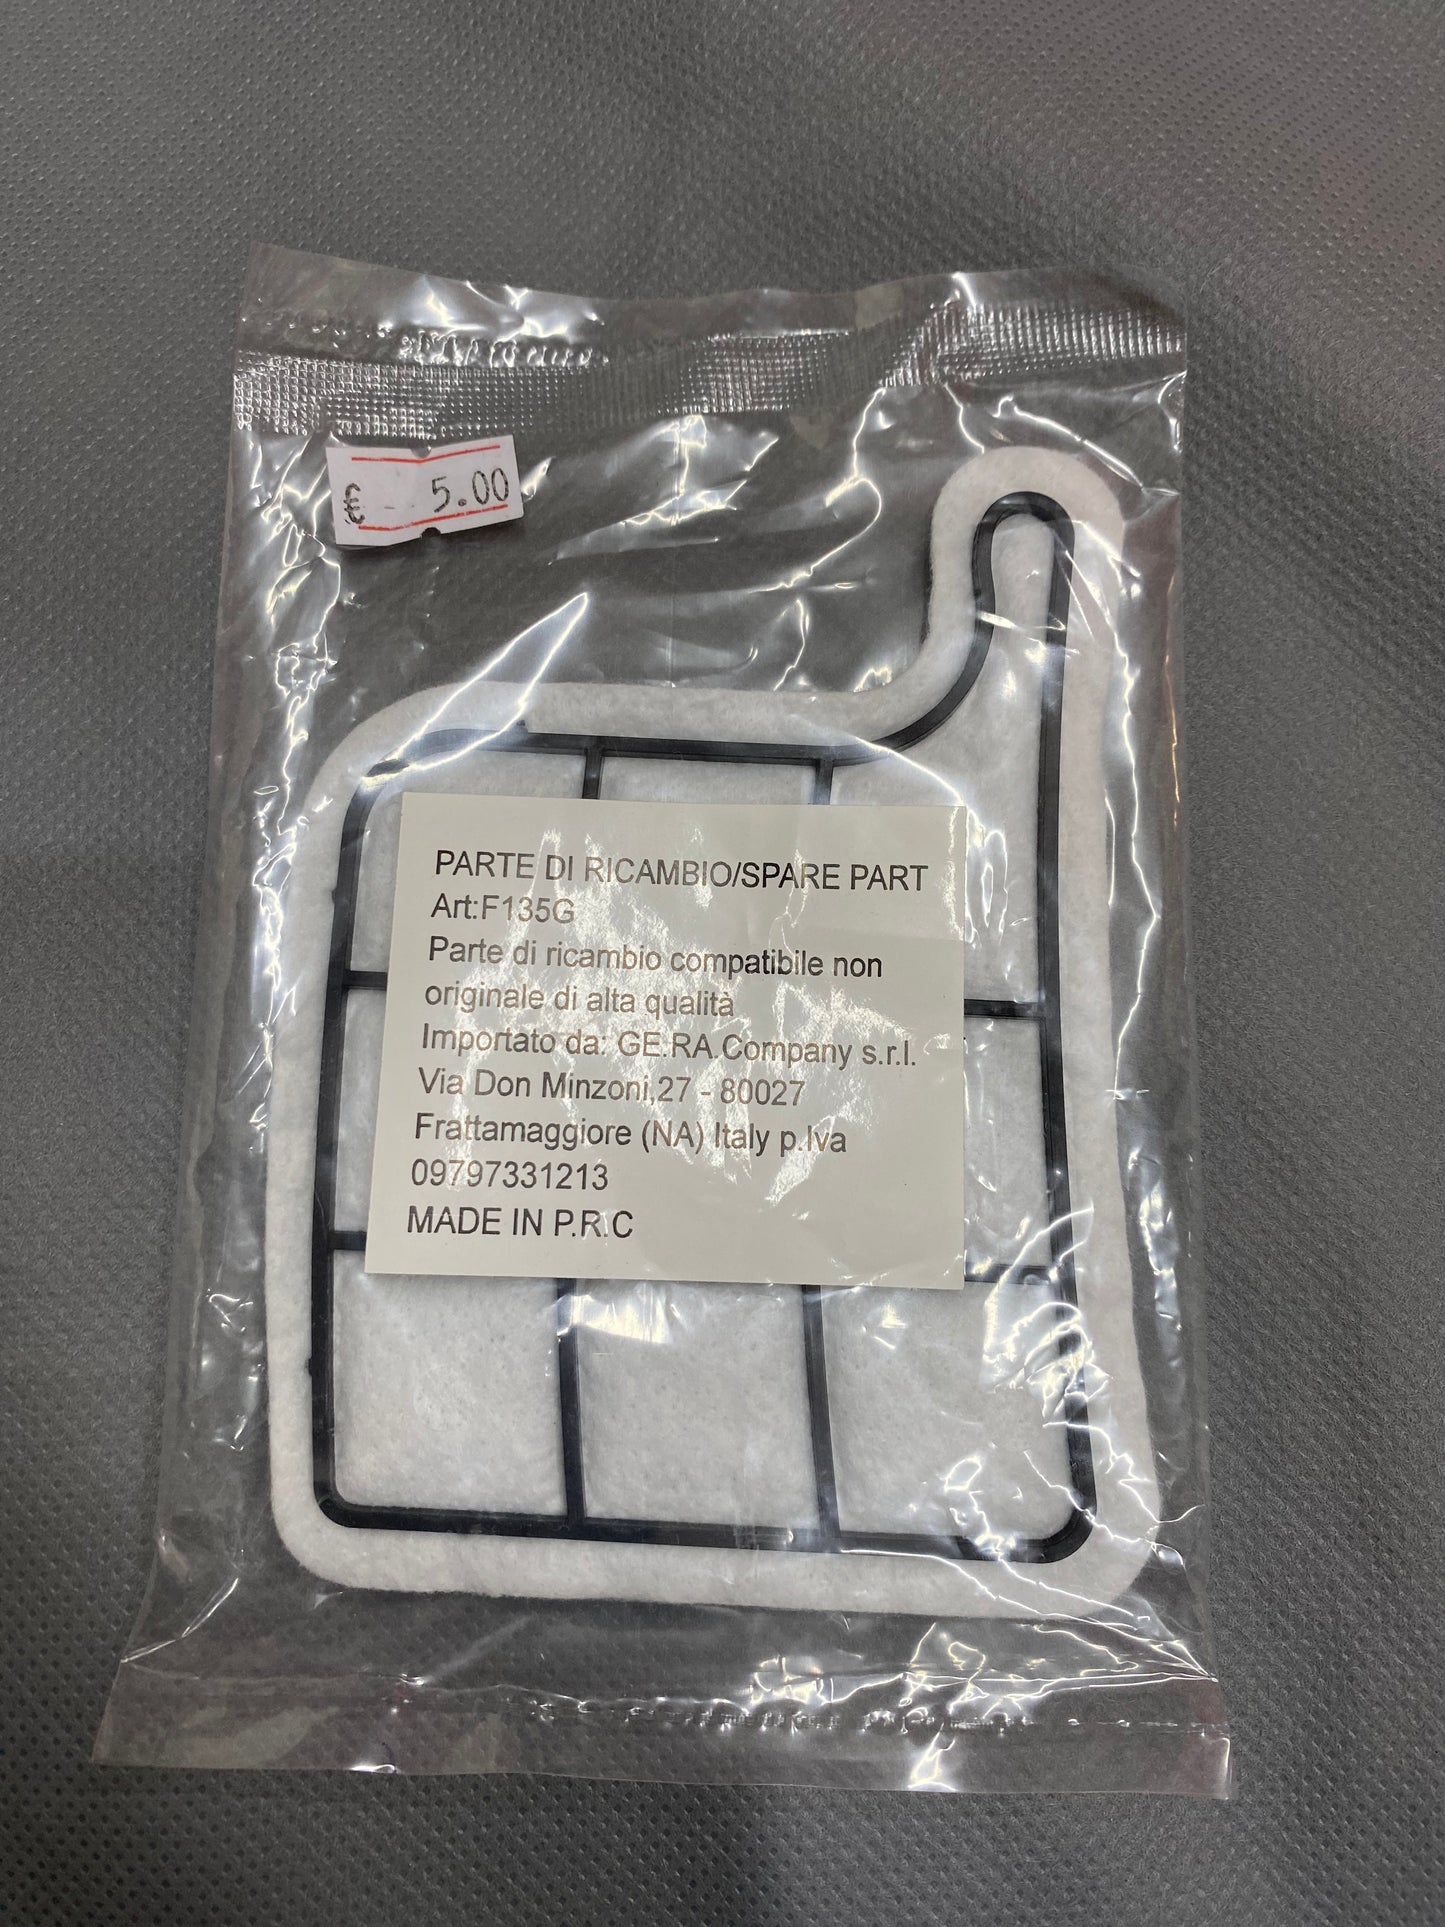 € 5.00
PARTE DI RICAMBIO/SPARE PART
Art:F135G
Parte di ricambio compatibile non
originale di alta qualità
Importato da: GE.RA.Company s.r.l.
Via Don Minzoni,27 - 80027
Frattamaggiore (NA) Italy p.Iva
09797331213
MADE IN P.R.C